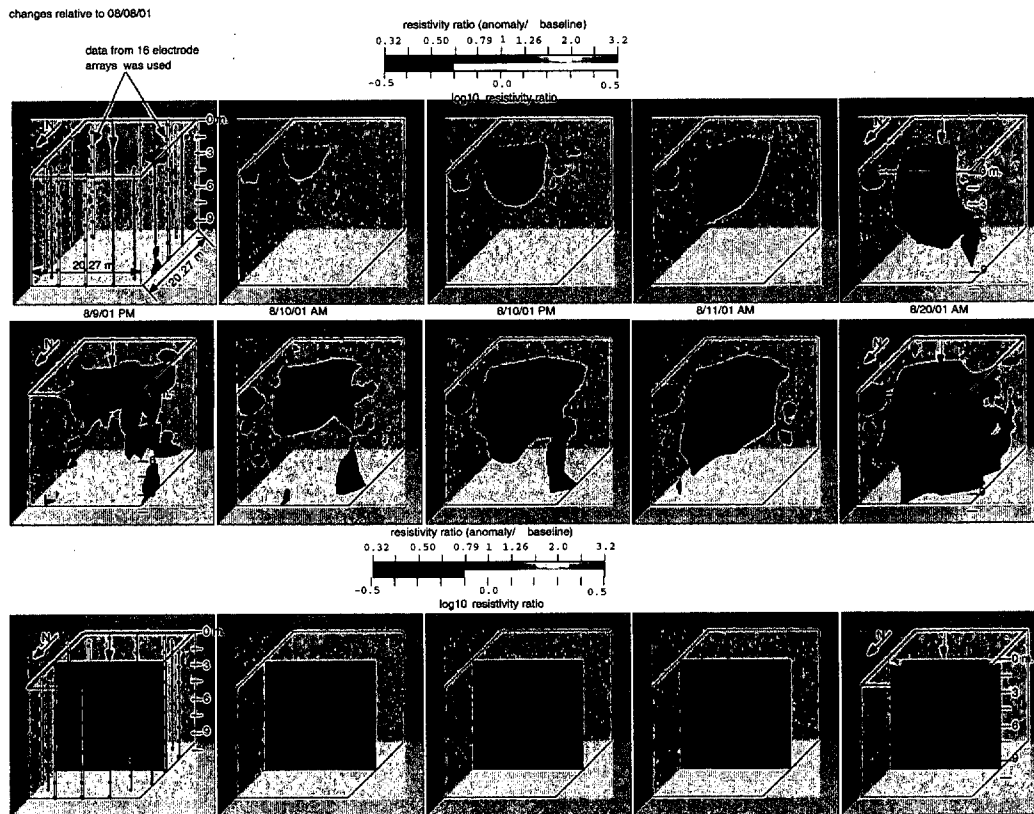 changes relative to 08/08/01
data from 16 electrode
arrays was used
resistivity ratio (anomaly/ baseline)
0.32 0.50 0.79 1 1.26 2.0 3.2
-0.5 0.0 0.5
log10 resistivity ratio
0 m
3
6
9
20.27 m
20.27 m
8/9/01 PM
8/10/01 AM
8/10/01 PM
8/11/01 AM
8/20/01 AM
resistivity ratio (anomaly/ baseline)
0.32 0.50 0.79 1 1.26 2.0 3.2
-0.5 0.0 0.5
log10 resistivity ratio
0 m
3
6
9
0 m